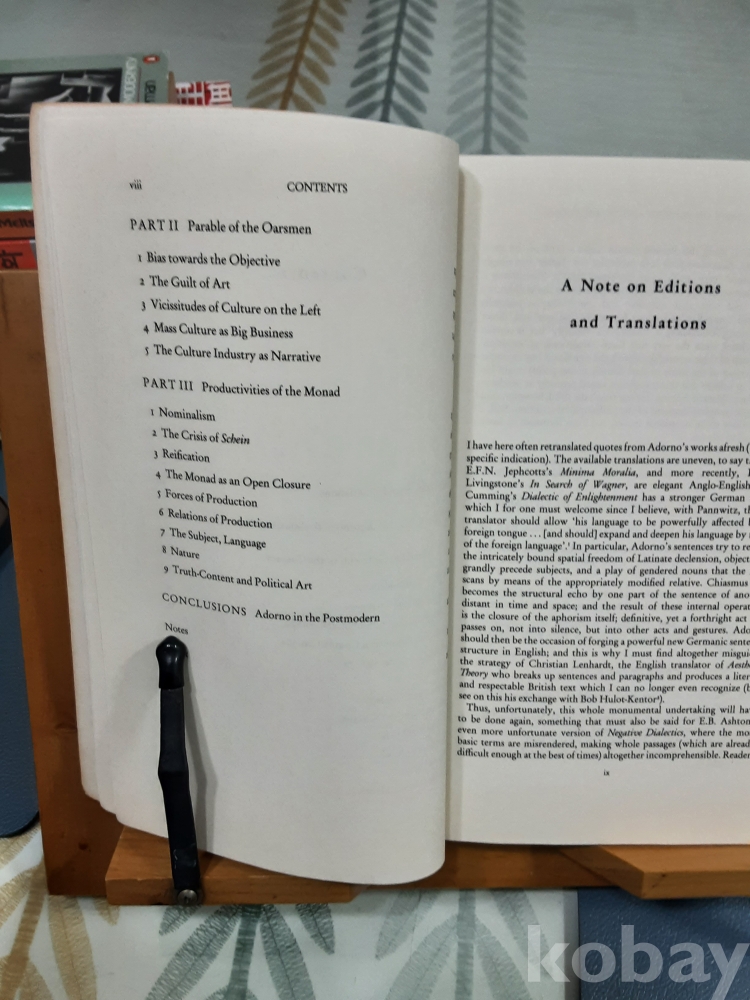 viii CONTENTS
PART II Parable of the Oarsmen
1 Bias towards the Objective
2 The Guilt of Art
3 Vicissitudes of Culture on the Left
4 Mass Culture as Big Business
5 The Culture Industry as Narrative
PART III Productivities of the Monad
1 Nominalism
2 The Crisis of Schein
3 Reification
4 The Monad as an Open Closure
5 Forces of Production
6 Relations of Production
7 The Subject, Language
8 Nature
9 Truth-Content and Political Art
CONCLUSIONS Adorno in the Postmodern
Notes
A Note on Editions
and Translations
I have here often retranslated quotes from Adorno's works afresh (
specific indication). The available translations are uneven, to say
E.F.N. Jephcotts's Minima Moralia, and more recently,
Livingstone's In Search of Wagner, are elegant Anglo-English
Cumming's Dialectic of Enlightenment has a stronger German
which I for one must welcome since I believe, with Pannwitz,
translator should allow 'his language to be powerfully affected
foreign tongue ... [and should] expand and deepen his language by
of the foreign language'.¹ In particular, Adorno's sentences try to
the intricately bound spatial freedom of Latinate declension,
grandly precede subjects, and a play of gendered nouns that the
scans by means of the appropriately modified relative. Chiasmus
becomes the structural echo by one part of the sentence of
distant in time and space; and the result of these internal
is the closure of the aphorism itself; definitive, yet a forthright act
passes on, not into silence, but into other acts and gestures.
should then be the occasion of forging a powerful new Germanic
structure in English; and this is why I must find altogether
the strategy of Christian Lenhardt, the English translator of
Theory who breaks up sentences and paragraphs and produces a
and respectable British text which I can no longer even recognize (
see on this his exchange with Bob Hulot-Kentor²).
Thus, unfortunately, this whole monumental undertaking will
to be done again, something that must also be said for E.B. Ashton
even more unfortunate version of Negative Dialectics, where the
basic terms are misrendered, making whole passages (which are
difficult enough at the best of times) altogether incomprehensible.
ix
kobay